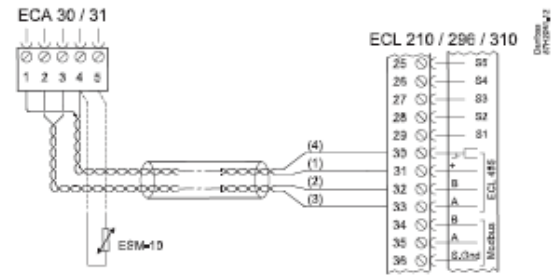 ECA 30 / 31
1 2 3 4 5
ECL 210 / 296 / 310
25 S5
26 S4
27 S3
28 S2
29 S1
(4) 30
(1) 31 +
(2) 32 B
(3) 33 A
ECL 485
34 B
35 A
36 S.Gnd
Modbus
ESM-10
Danfoss